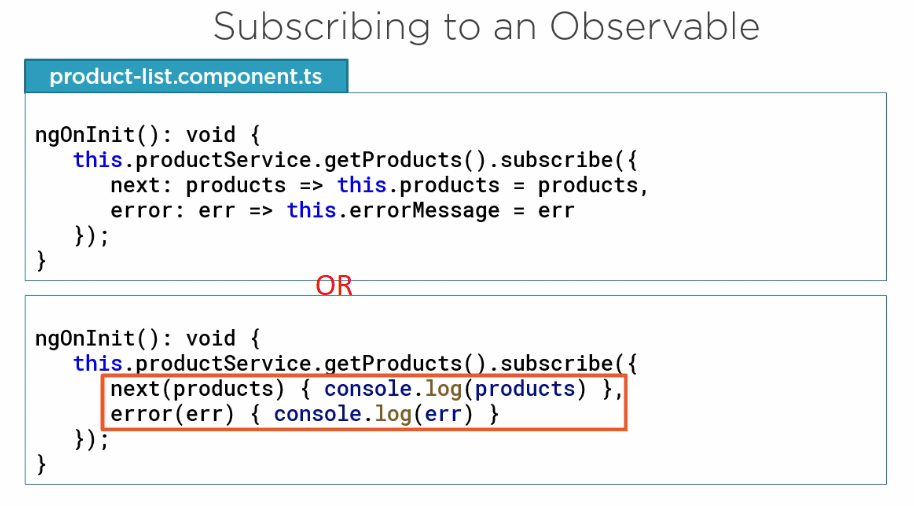 Subscribing to an Observable
product-list.component.ts
ngOnInit(): void {
this.productService.getProducts().subscribe({
next: products => this.products = products,
error: err => this.errorMessage = err
});
}
OR
ngOnInit(): void {
this.productService.getProducts().subscribe({
next(products) { console.log(products) },
error(err) { console.log(err) }
});
}